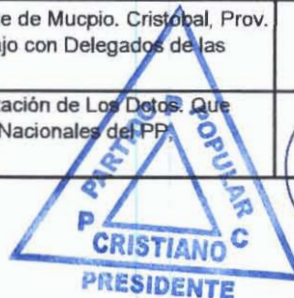 e de Mucpio. Cristobal, Prov.
jo con Delegados de las
ación de Los Dotos. Que
Nacionales del PP,
PARTIDO POPULAR
P CRISTIANO C
PRESIDENTE